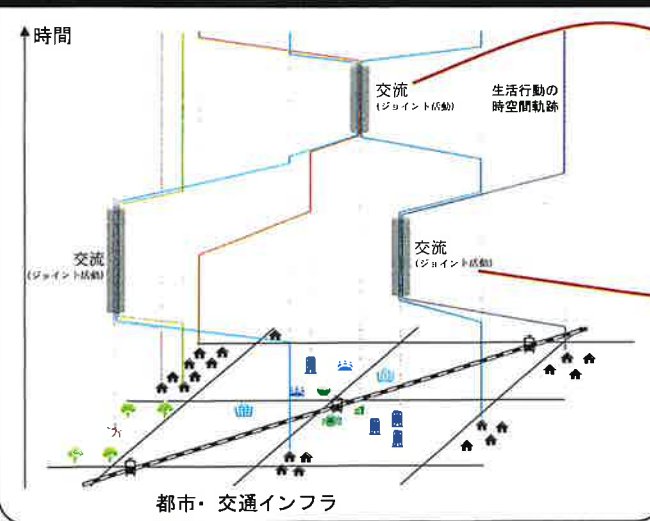 時間
交流
(ジョイント活動)
生活行動の
時空間軌跡
交流
(ジョイント活動)
交流
(ジョイント活動)
都市・交通インフラ